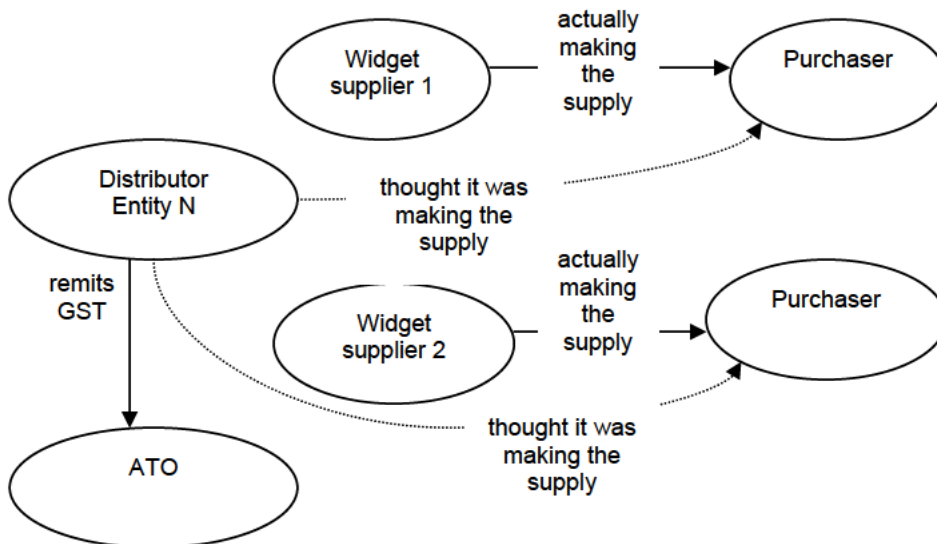 actually
making
the
supply
Widget
supplier 1
Purchaser
Distributor
Entity N
thought it was
making the
supply
remits
GST
actually
making
the
supply
Widget
supplier 2
Purchaser
thought it was
making the
supply
ATO